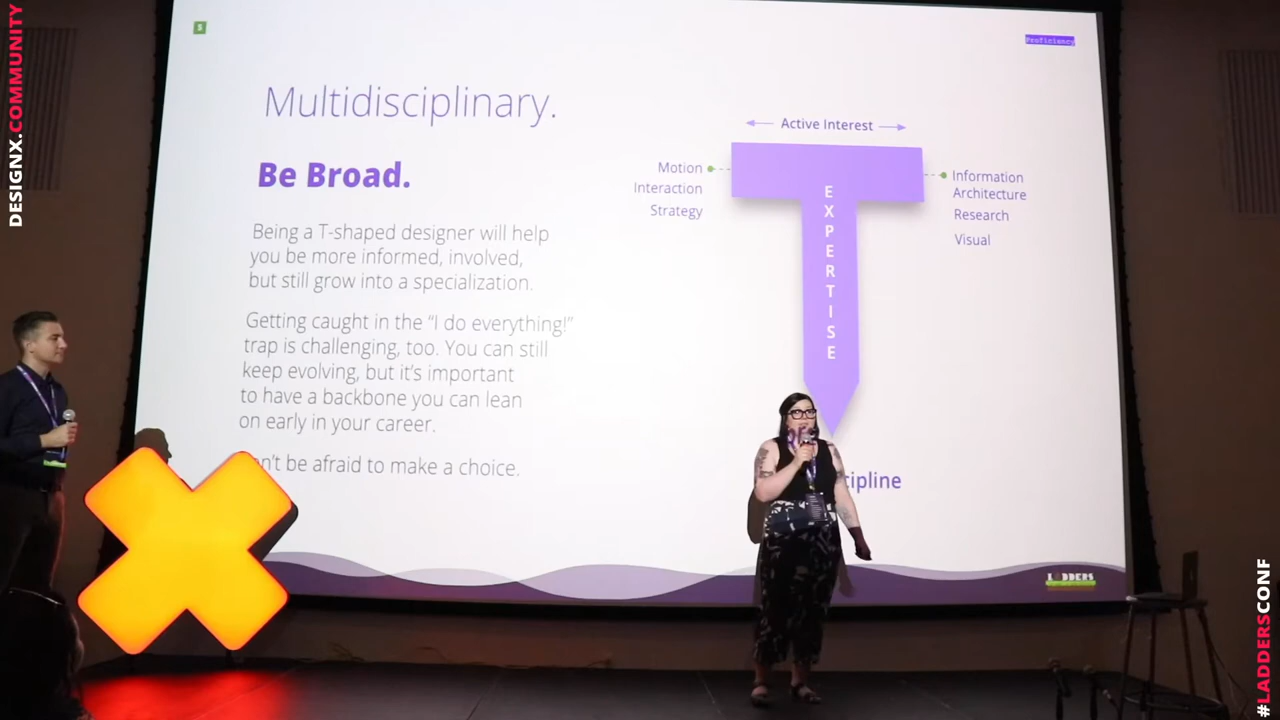 DESIGNX.COMMUNITY
Proficiency
Multidisciplinary.
Be Broad.
Being a T-shaped designer will help
you be more informed, involved,
but still grow into a specialization.
Getting caught in the “I do everything!”
trap is challenging, too. You can still
keep evolving, but it’s important
to have a backbone you can lean
on early in your career.
be afraid to make a choice.
Active Interest
Motion
Interaction
Strategy
EXPERTISE
Information
Architecture
Research
Visual
LADDERS
#LADDERSCONF